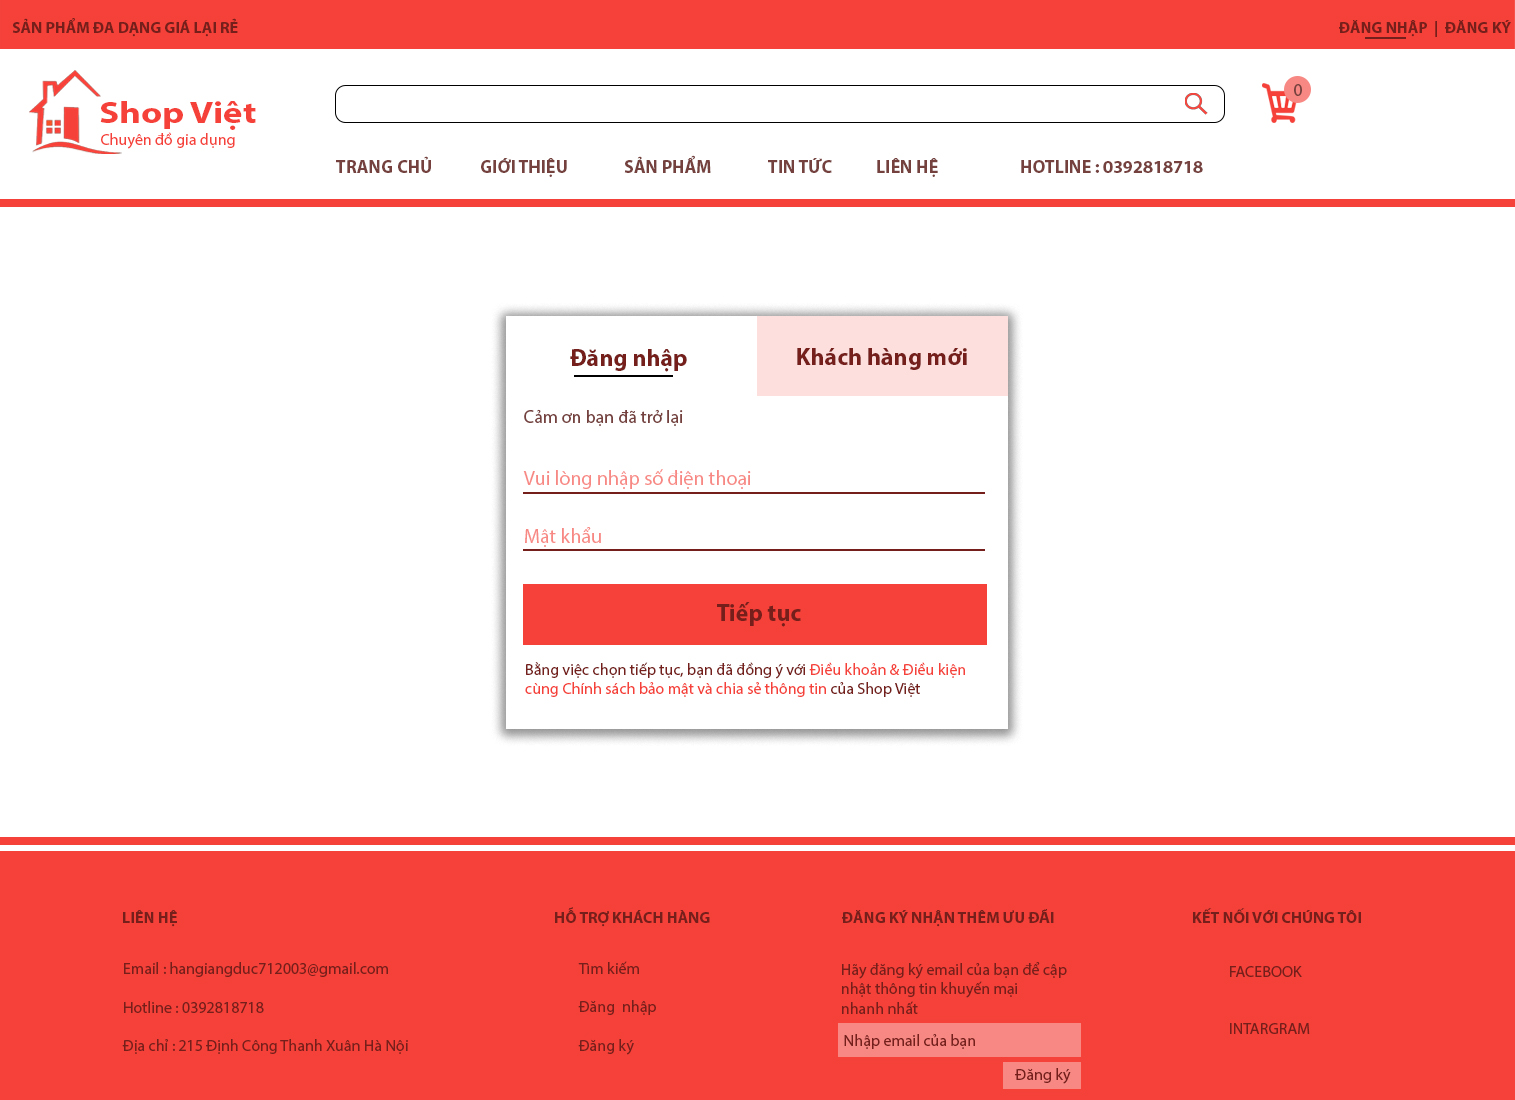 SẢN PHẨM ĐA DẠNG GIÁ LẠI RẺ
ĐĂNG NHẬP | ĐĂNG KÝ
Shop Việt
Chuyên đồ gia dụng
0
TRANG CHỦ GIỚI THIỆU SẢN PHẨM TIN TỨC LIÊN HỆ HOTLINE : 0392818718
Đăng nhập
Khách hàng mới
Cảm ơn bạn đã trở lại
Vui lòng nhập số điện thoại
Mật khẩu
Tiếp tục
Bằng việc chọn tiếp tục, bạn đã đồng ý với Điều khoản & Điều kiện
cùng Chính sách bảo mật và chia sẻ thông tin của Shop Việt
LIÊN HỆ
Email : hangiangduc712003@gmail.com
Hotline : 0392818718
Địa chỉ : 215 Định Công Thanh Xuân Hà Nội
HỖ TRỢ KHÁCH HÀNG
Tìm kiếm
Đăng nhập
Đăng ký
ĐĂNG KÝ NHẬN THÊM ƯU ĐÃI
Hãy đăng ký email của bạn để cập
nhật thông tin khuyến mại
nhanh nhất
Nhập email của bạn
Đăng ký
KẾT NỐI VỚI CHÚNG TÔI
FACEBOOK
INTARGRAM